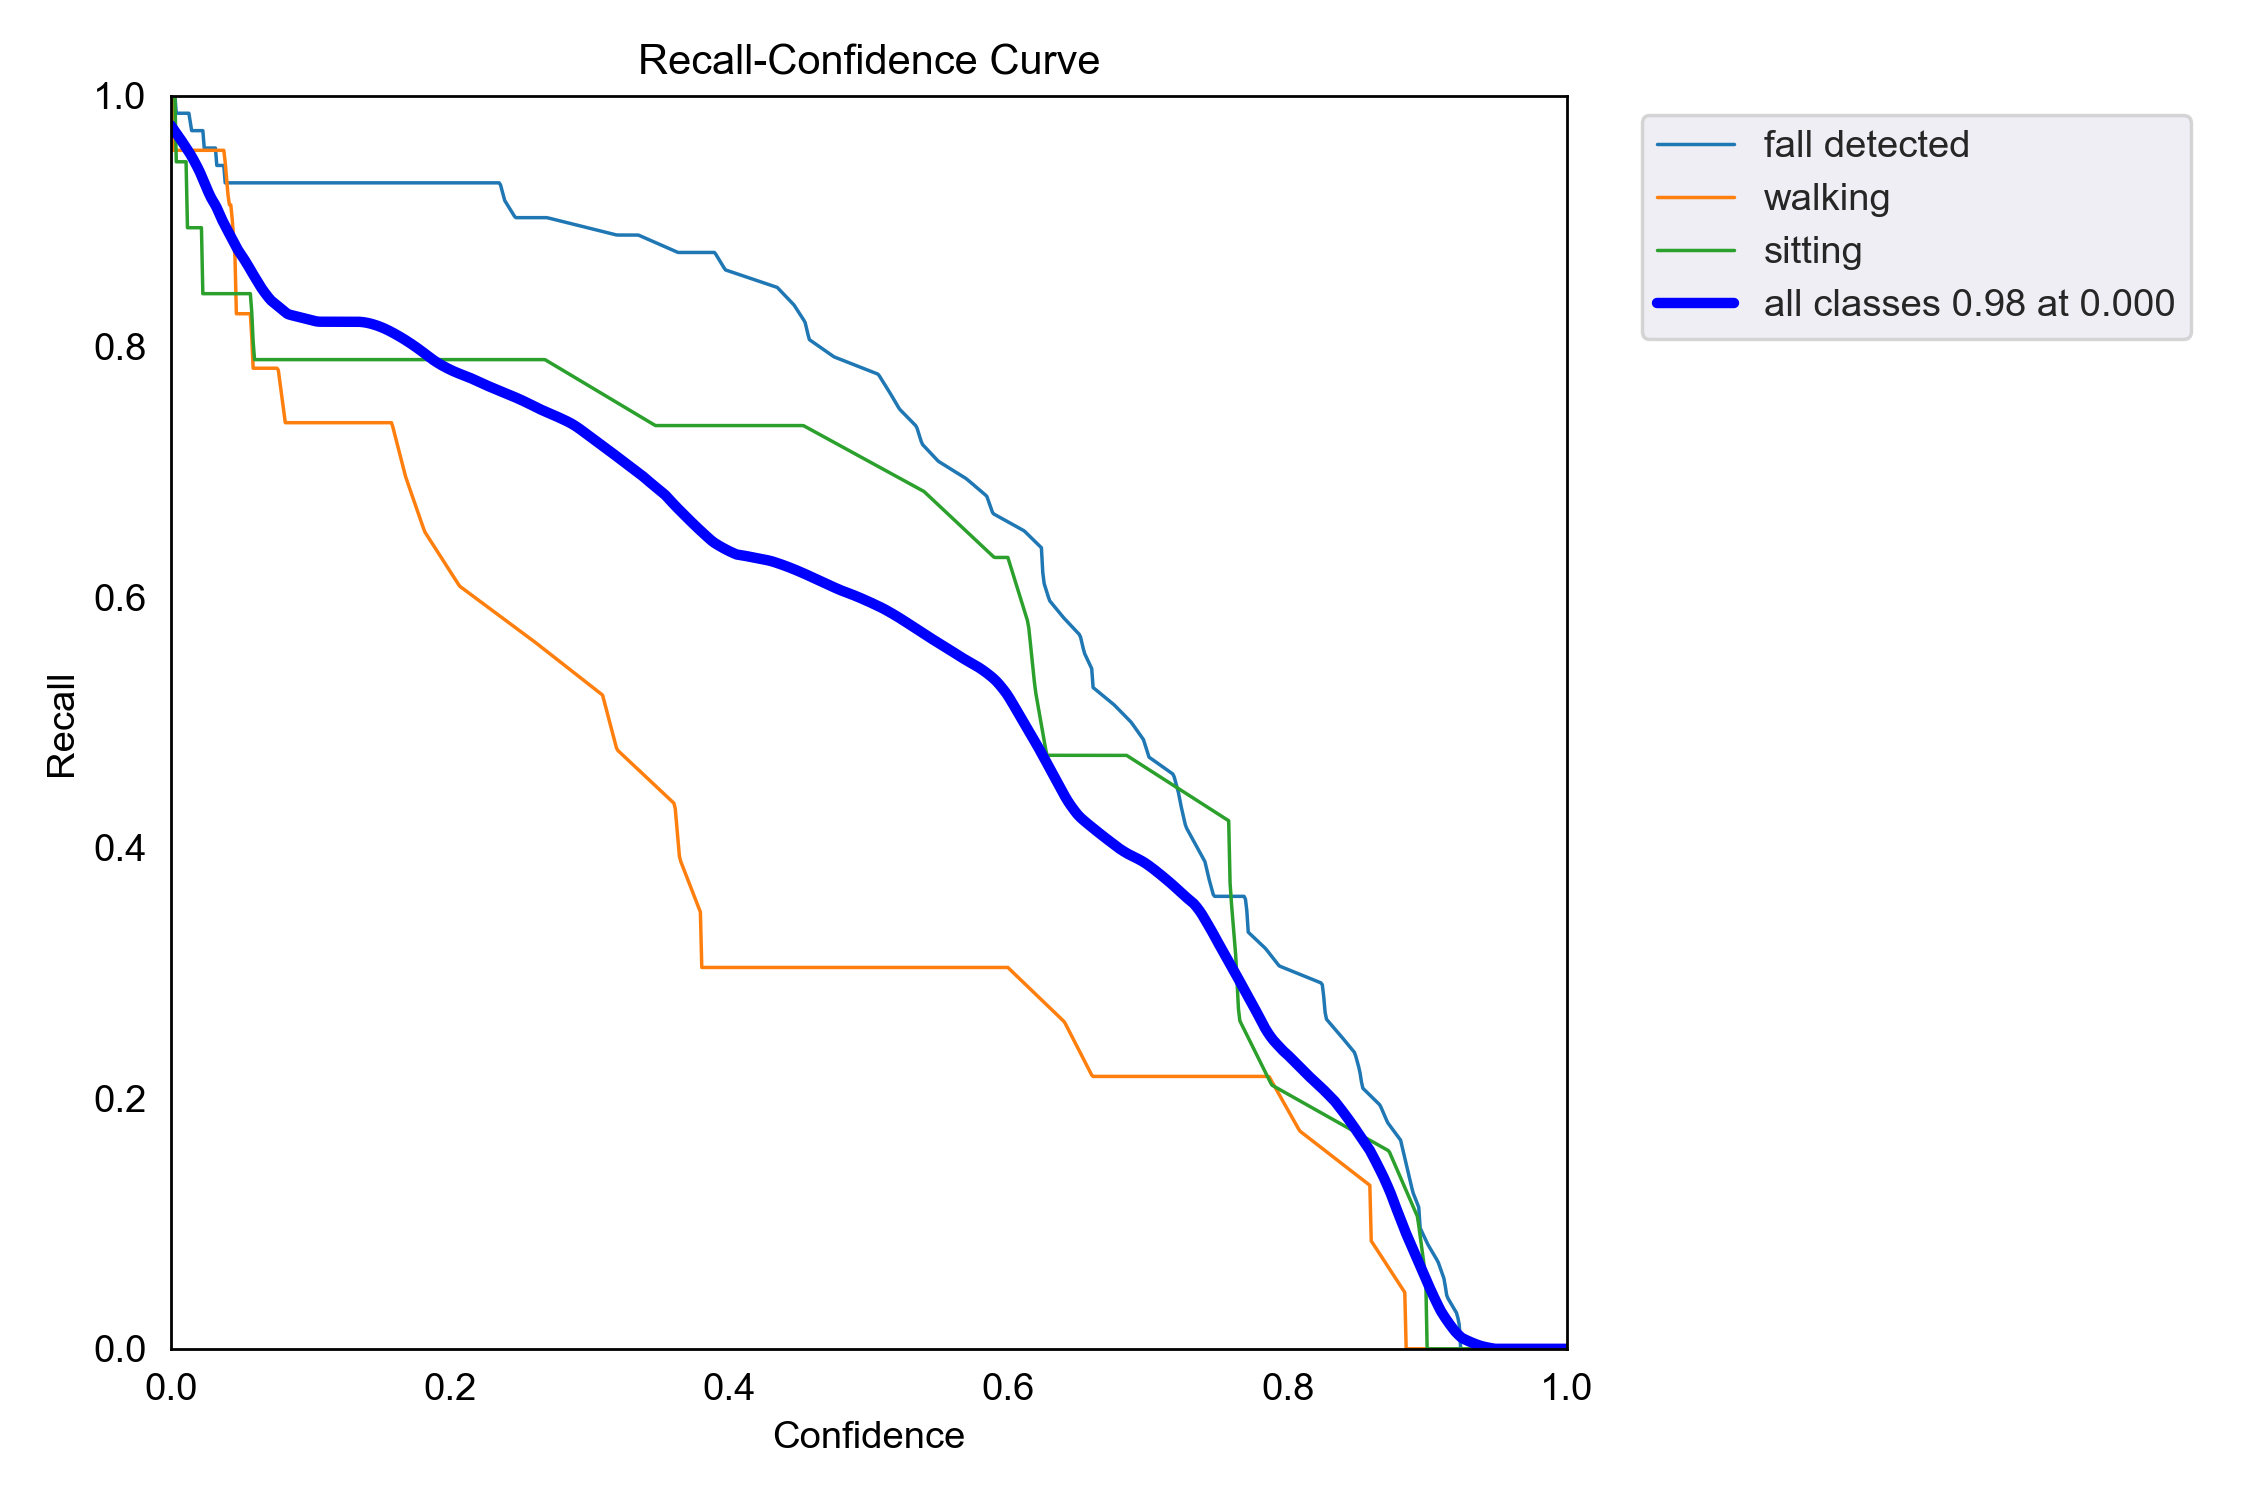 Recall-Confidence Curve
1.0
0.8
0.6
0.4
0.2
0.0
Recall
0.0 0.2 0.4 0.6 0.8 1.0
Confidence
fall detected
walking
sitting
all classes 0.98 at 0.000